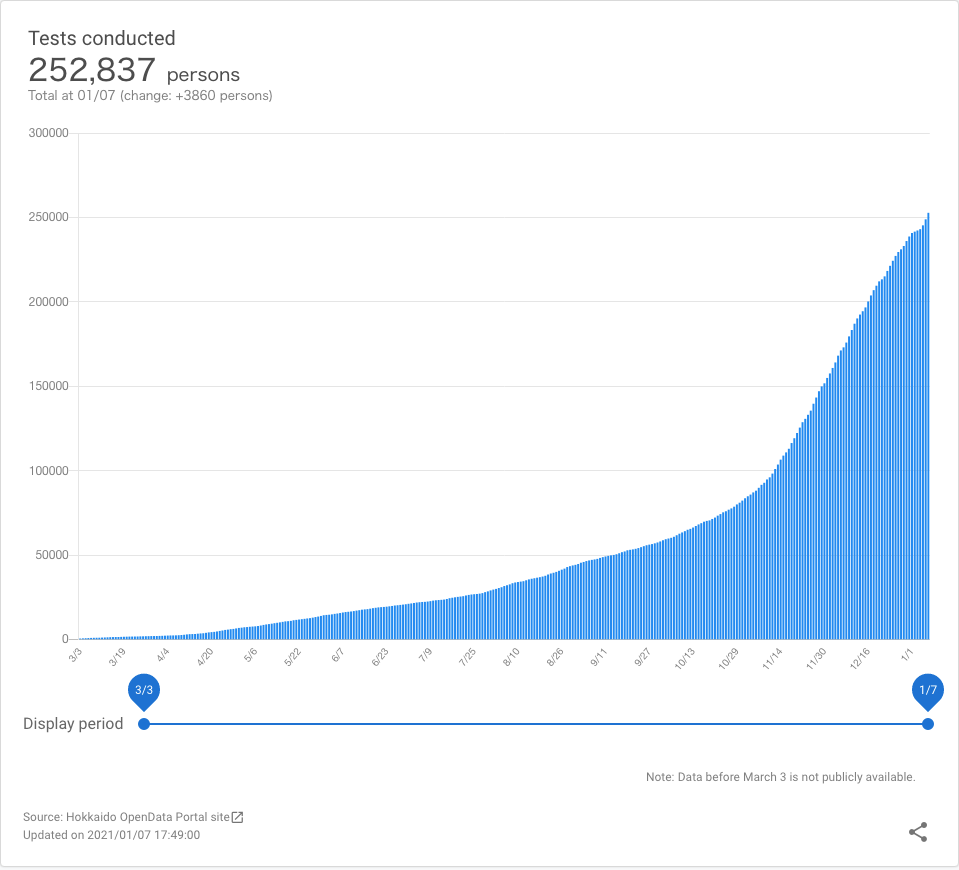 Tests conducted
252,837 persons
Total at 01/07 (change: +3860 persons)
300000
250000
200000
150000
100000
50000
0
3/3 3/19 4/4 4/20 5/6 5/22 6/7 6/23 7/9 7/25 8/10 8/26 9/11 9/27 10/13 10/29 11/14 11/30 12/16 1/1
3/3 1/7
Display period
Note: Data before March 3 is not publicly available.
Source: Hokkaido OpenData Portal site
Updated on 2021/01/07 17:49:00